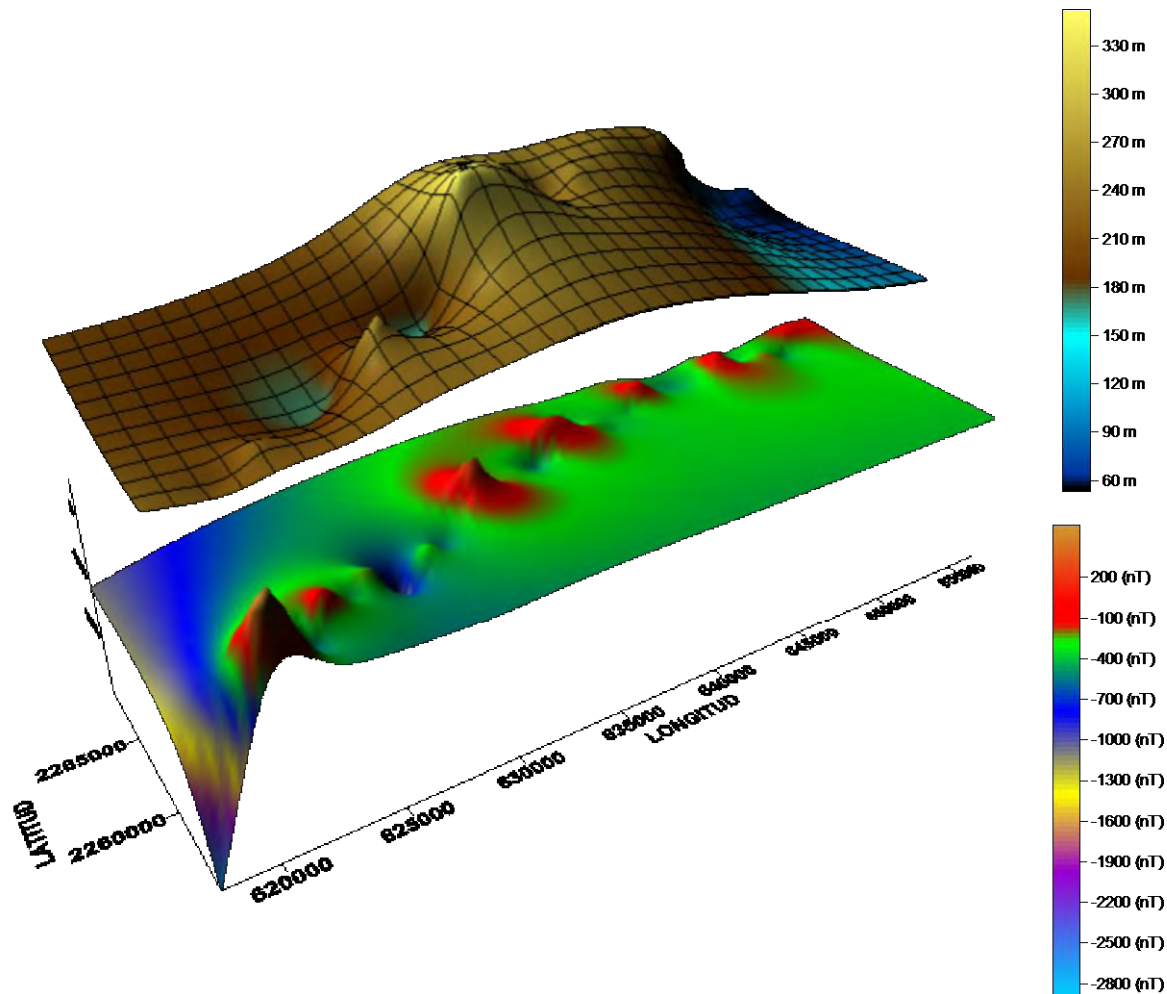 330 m
300 m
270 m
240 m
210 m
180 m
150 m
120 m
90 m
60 m
200 (nT)
-100 (nT)
-400 (nT)
-700 (nT)
-1000 (nT)
-1300 (nT)
-1600 (nT)
-1900 (nT)
-2200 (nT)
-2500 (nT)
-2800 (nT)
2265000
2260000
LATITUD
620000
625000
630000
635000
640000
645000
650000
LONGITUD